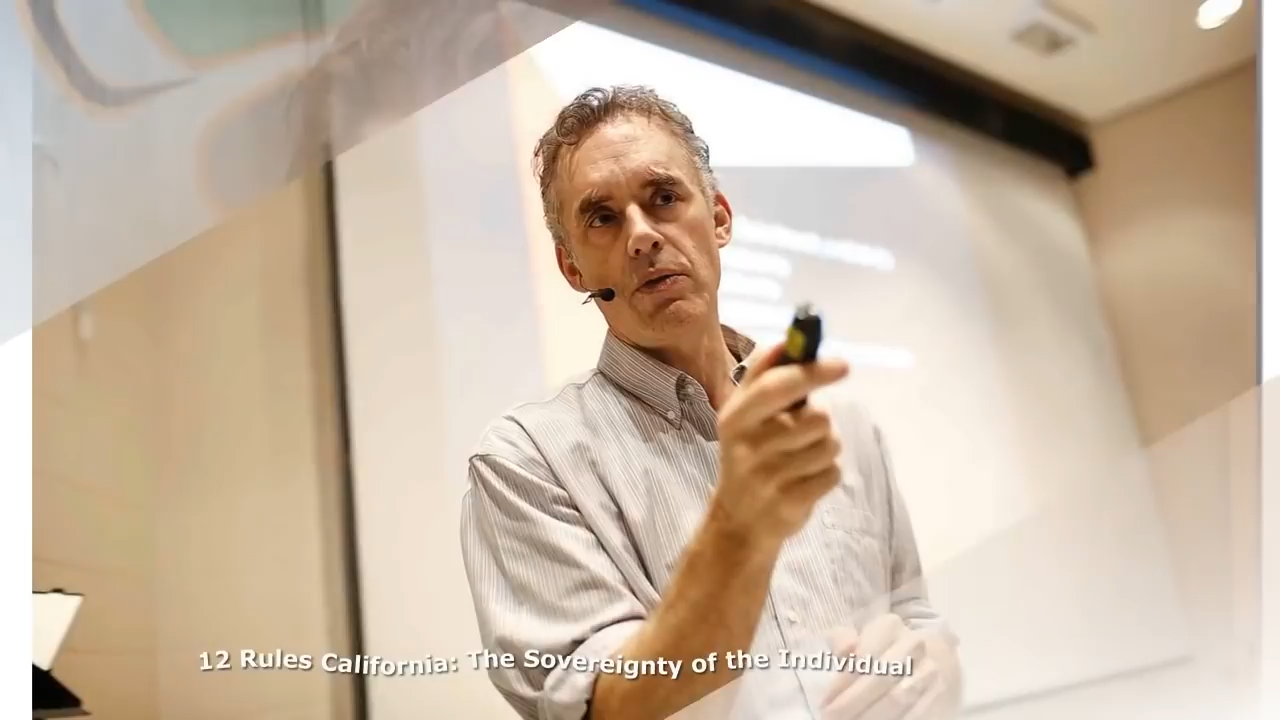 12 Rules California: The Sovereignty of the Individual